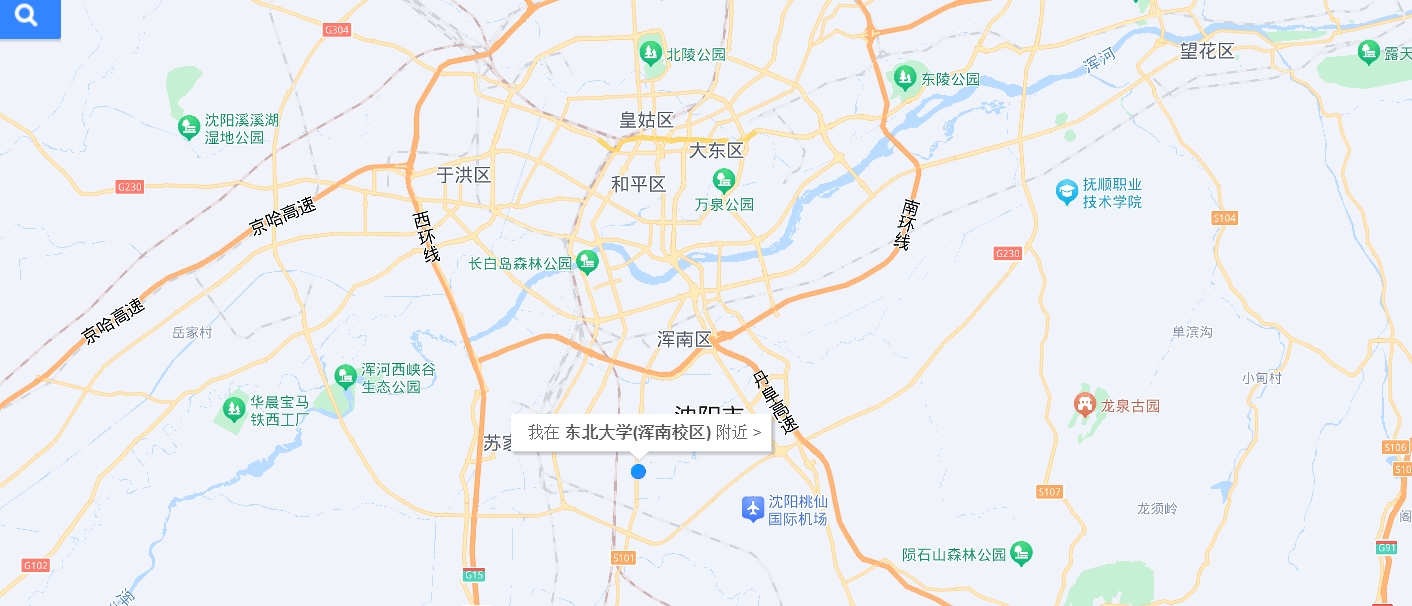 G304
北陵公园
东陵公园
浑河
望花区
露天
沈阳溪溪湖
湿地公园
皇姑区
大东区
G230
于洪区
和平区
万泉公园
抚顺职业
技术学院
京哈高速
西环线
南环线
S104
G230
长白岛森林公园
京哈高速
岳家村
浑南区
单滨沟
浑河西峡谷
生态公园
丹阜高速
小甸村
华晨宝马
铁西工厂
沈阳市
龙泉古园
我在 东北大学(浑南校区) 附近 >
苏家
S106
S10
沈阳桃仙
国际机场
S107
龙须岭
阁
S101
陨石山森林公园
G91
G102
G15
浑